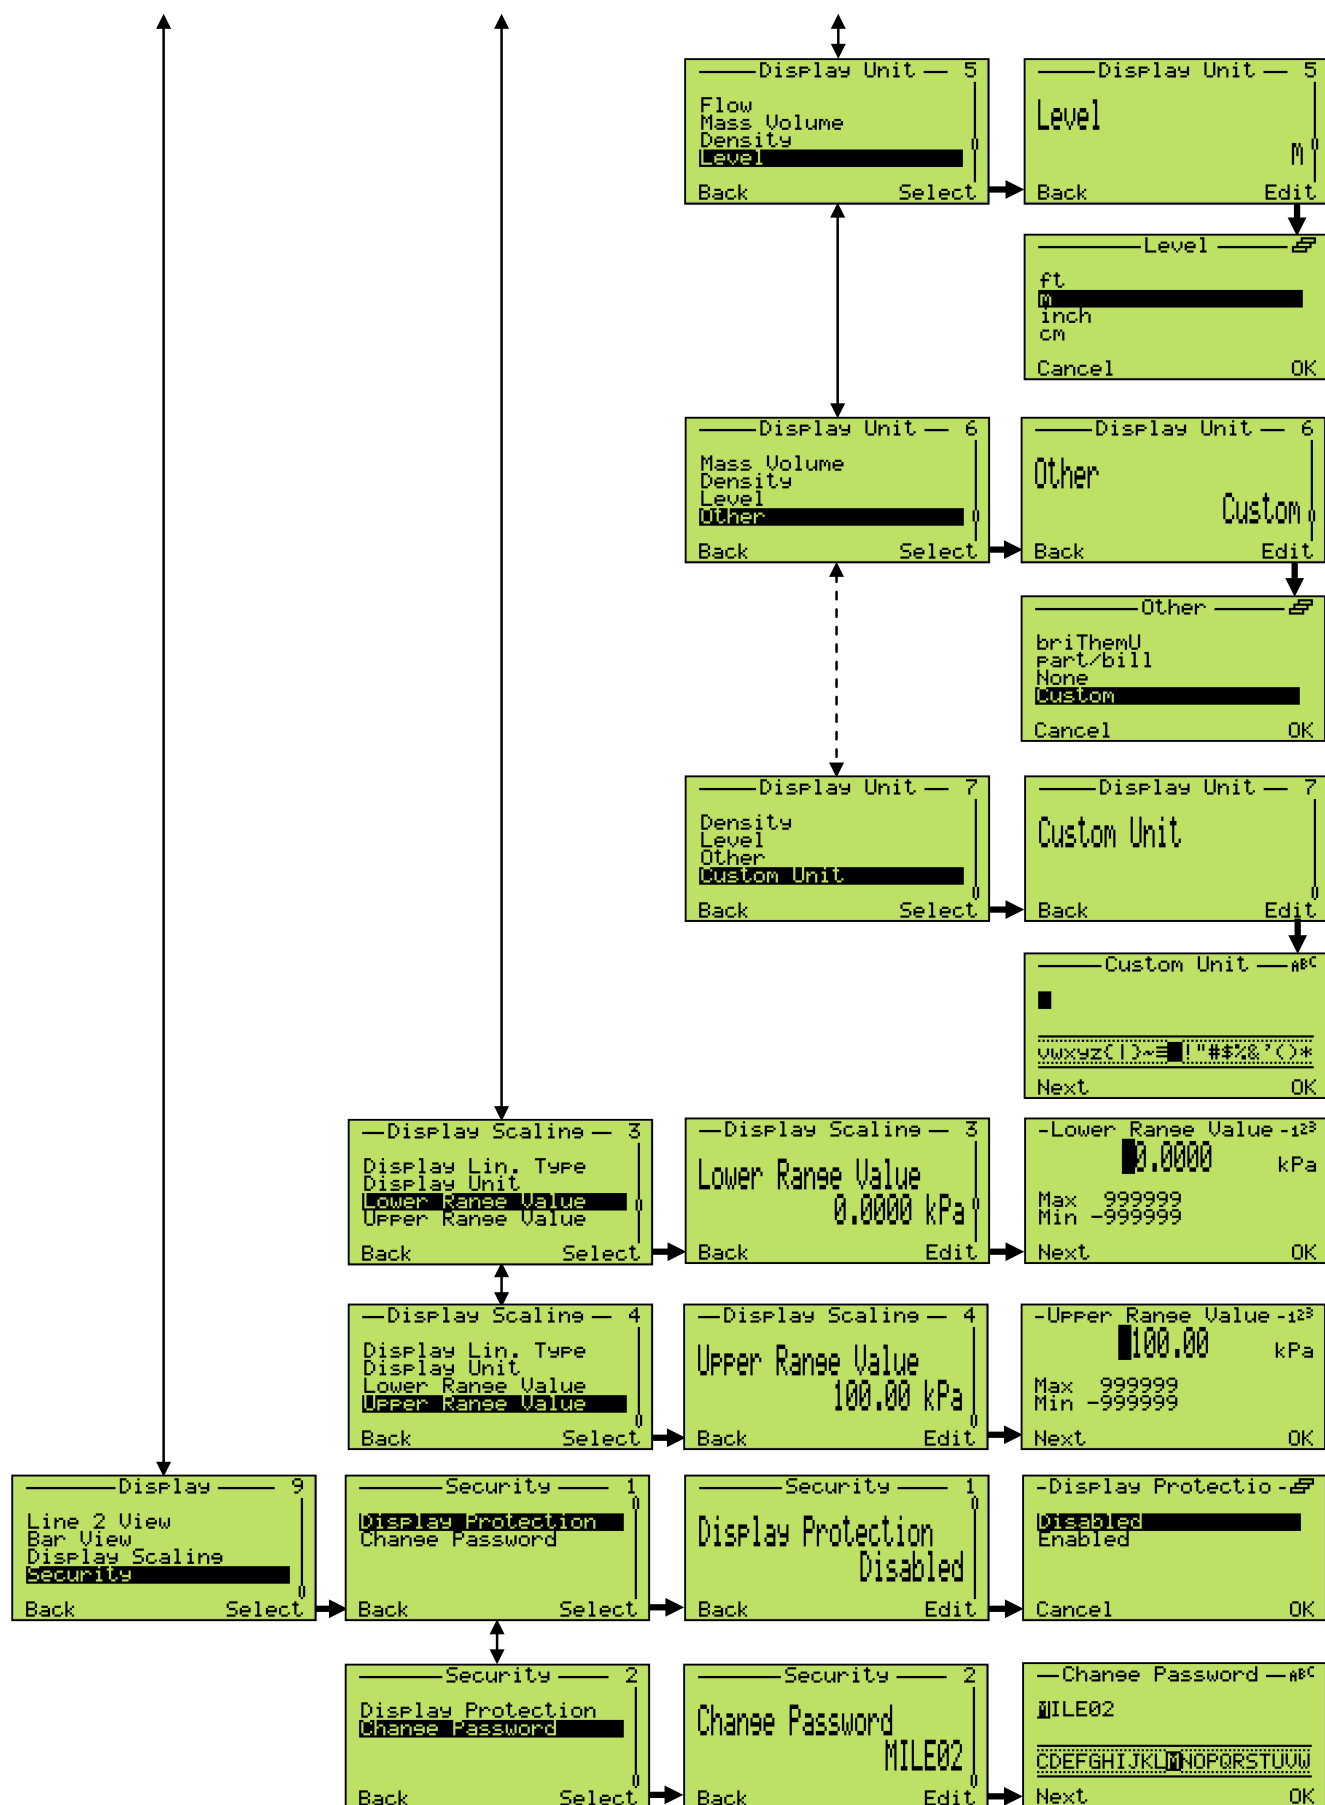 Display Unit 5
Flow
Mass Volume
Density
Level
Back Select
Display Unit 5
Level
m
Back Edit
Level
ft
m
inch
cm
Cancel OK
Display Unit 6
Mass Volume
Density
Level
Other
Back Select
Display Unit 6
Other
Custom
Back Edit
Other
briThemU
part/bill
None
Custom
Cancel OK
Display Unit 7
Density
Level
Other
Custom Unit
Back Select
Display Unit 7
Custom Unit
Back Edit
Custom Unit ABC
vwxyz{|}~ !"#$%&'()*
Next OK
Display Scaling 3
Display Lin. Type
Display Unit
Lower Range Value
Upper Range Value
Back Select
Display Scaling 3
Lower Range Value
0.0000 kPa
Back Edit
-Lower Range Value -123
0.0000 kPa
Max 999999
Min -999999
Next OK
Display Scaling 4
Display Lin. Type
Display Unit
Lower Range Value
Upper Range Value
Back Select
Display Scaling 4
Upper Range Value
100.00 kPa
Back Edit
-Upper Range Value -123
100.00 kPa
Max 999999
Min -999999
Next OK
Display 9
Line 2 View
Bar View
Display Scaling
Security
Back Select
Security 1
Display Protection
Change Password
Back Select
Security 1
Display Protection
Disabled
Back Edit
-Display Protectio -
Disabled
Enabled
Cancel OK
Security 2
Display Protection
Change Password
Back Select
Security 2
Change Password
MILE02
Back Edit
Change Password ABC
MILE02
CDEFGHIJKLMNOPQRSTUVW
Next OK